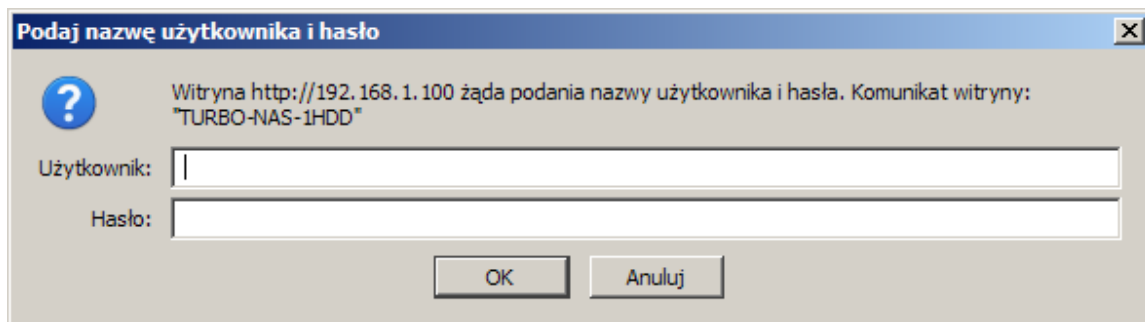 Podaj nazwę użytkownika i hasło
Witryna http://192.168.1.100 żąda podania nazwy użytkownika i hasła. Komunikat witryny:
"TURBO-NAS-1HDD"
Użytkownik:
Hasło:
OK Anuluj